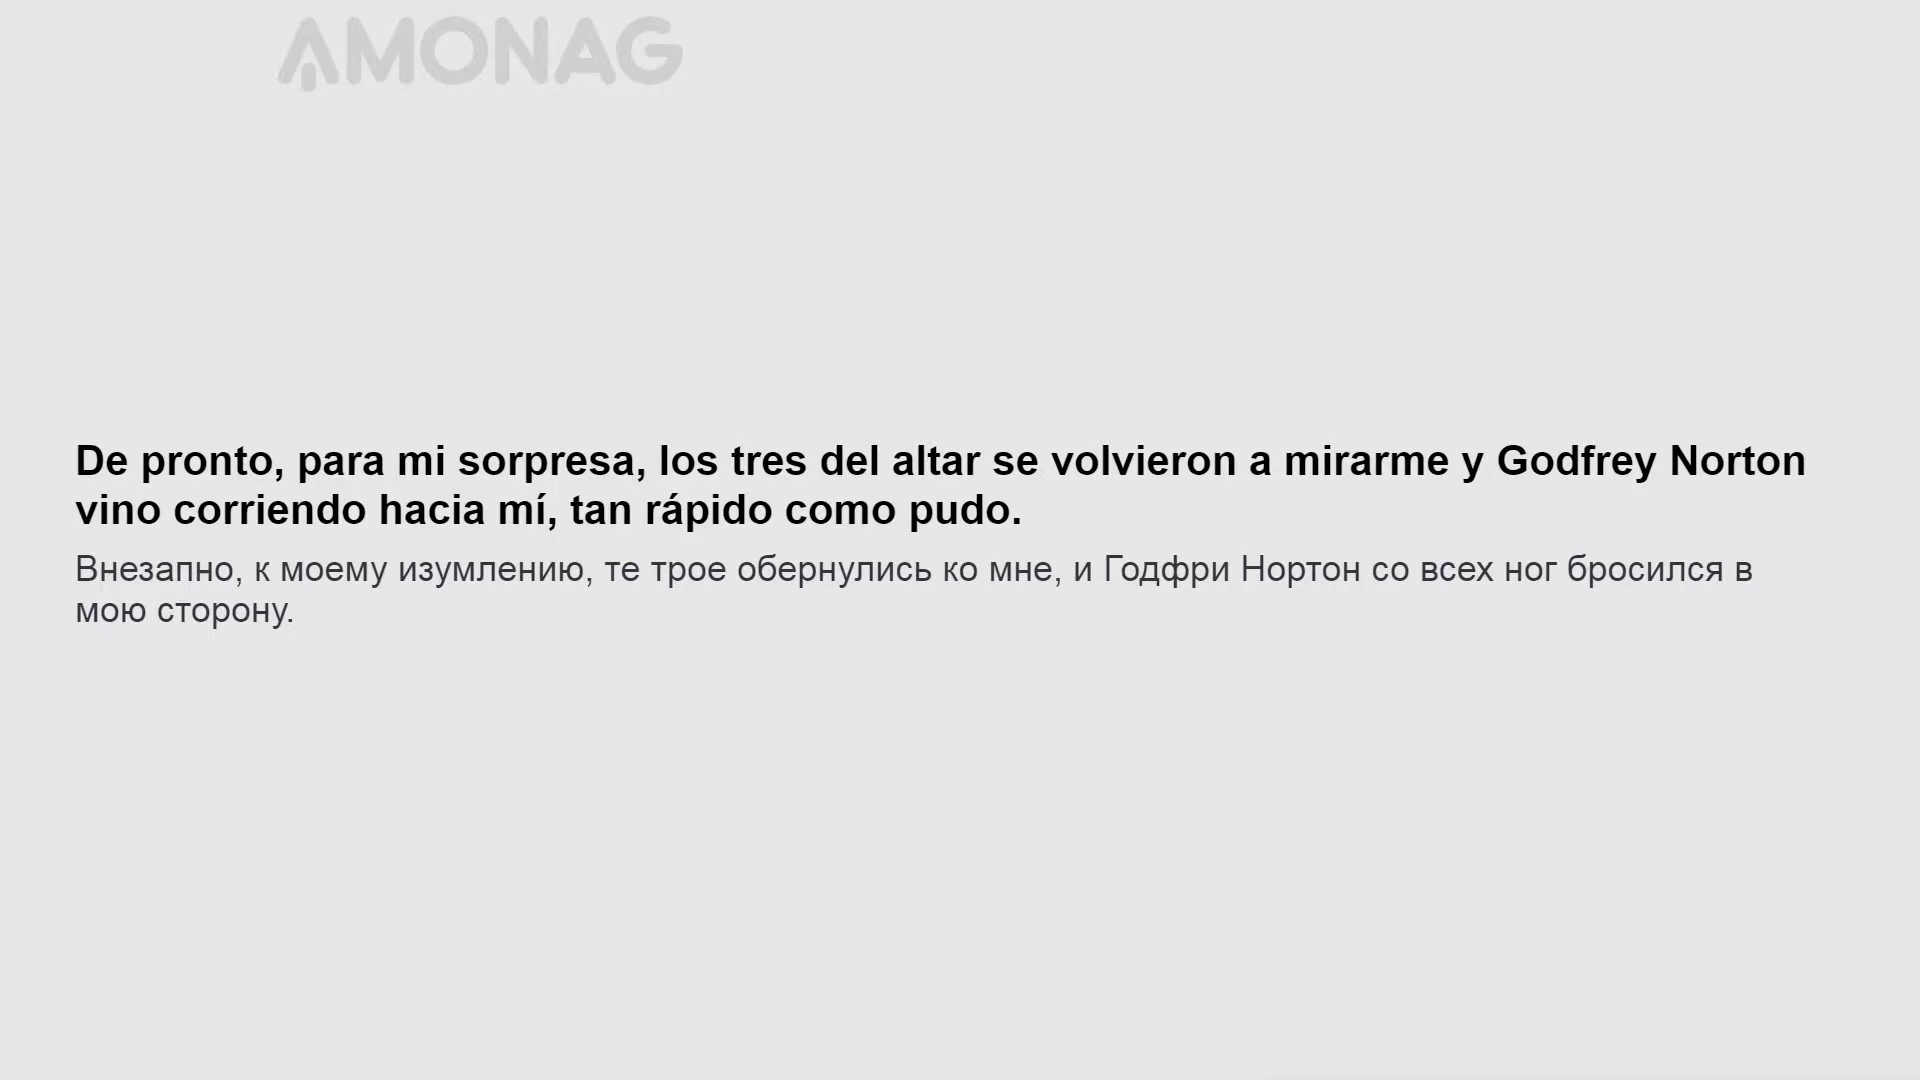 AMONAG
De pronto, para mi sorpresa, los tres del altar se volvieron a mirarme y Godfrey Norton
vino corriendo hacia mí, tan rápido como pudo.
Внезапно, к моему изумлению, те трое обернулись ко мне, и Годфри Нортон со всех ног бросился в
мою сторону.